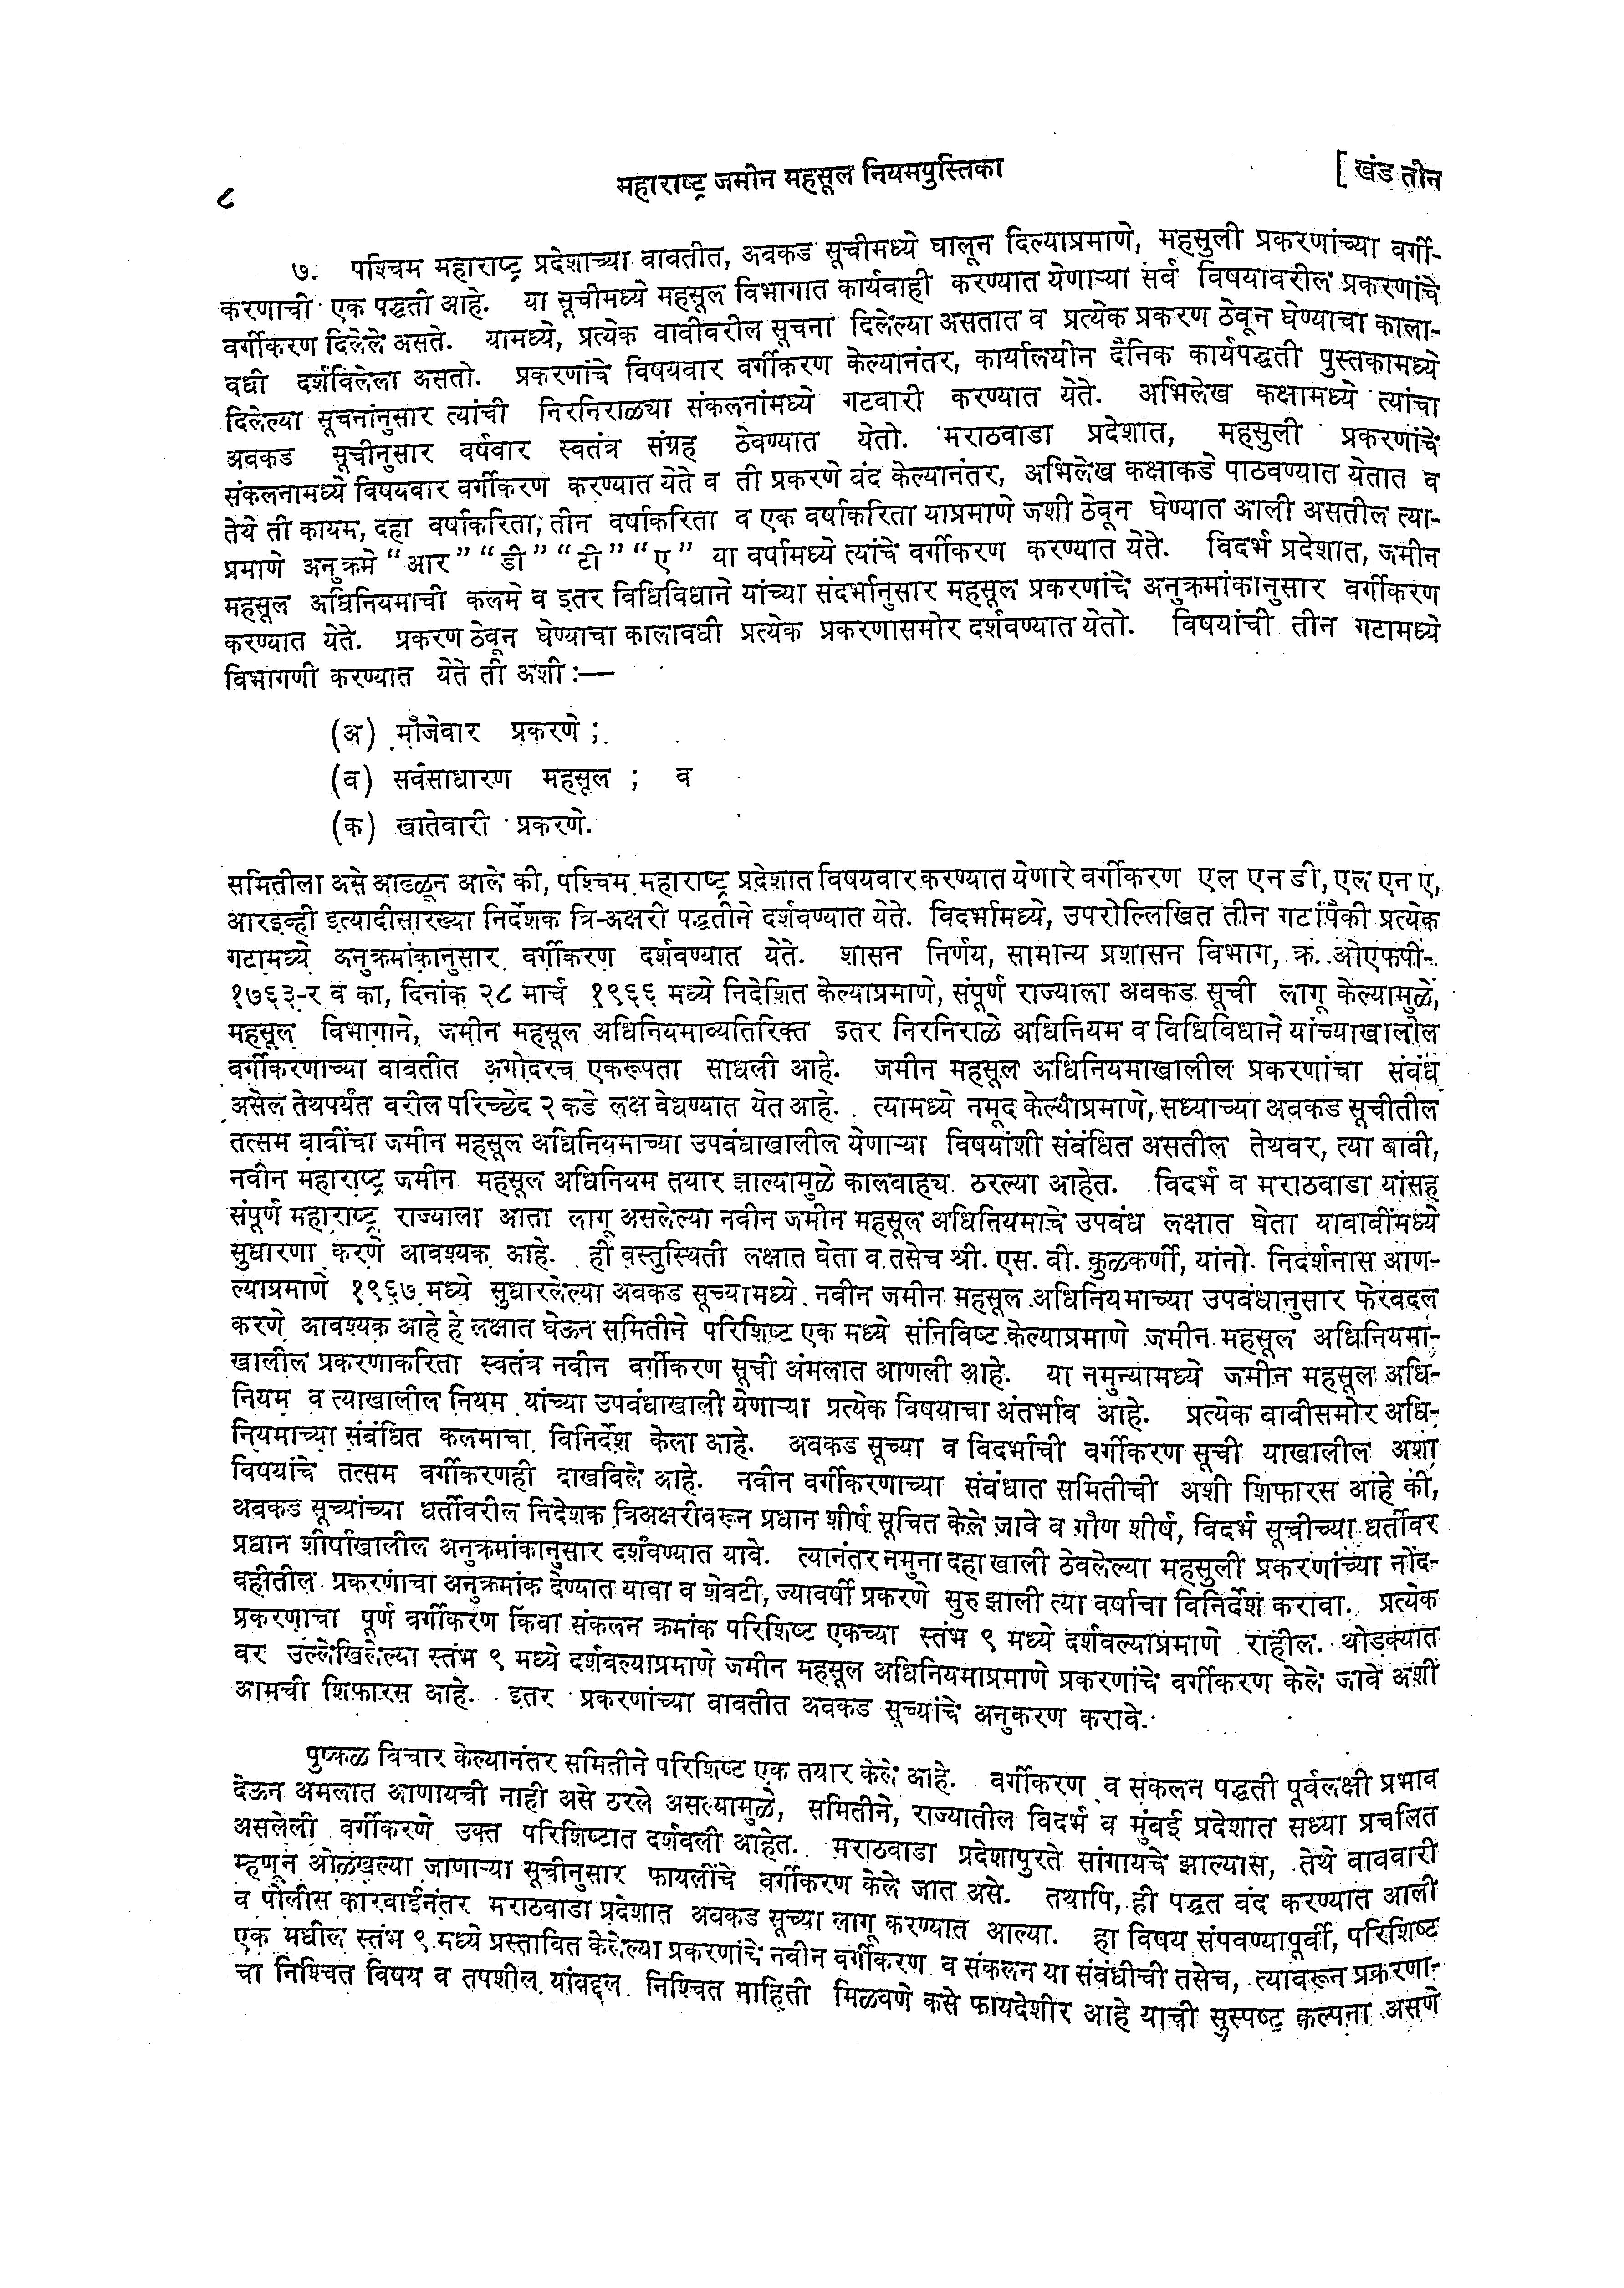 ८
महाराष्ट्र जमीन महसूल नियमपुस्तिका
[ खंड तीन
७. पश्चिम महाराष्ट्र प्रदेशाच्या बाबतीत, अबकड सूचीमध्ये घालून दिल्याप्रमाणे, महसुली प्रकरणांच्या वर्गी-
करणाची एक पद्धती आहे. या सूचीमध्ये महसूल विभागात कार्यवाही करण्यात येणाऱ्या सर्व विषयावरील प्रकरणांचे
वर्गीकरण दिलेले असते. यामध्ये, प्रत्येक बाबीवरील सूचना दिलेल्या असतात व प्रत्येक प्रकरण ठेवून घेण्याचा काला-
वधी दर्शविलेला असतो. प्रकरणांचे विषयवार वर्गीकरण केल्यानंतर, कार्यालयीन दैनिक कार्यपद्धती पुस्तकामध्ये
दिलेल्या सूचनांनुसार त्यांची निरनिराळ्या संकलनांमध्ये गटवारी करण्यात येते. अभिलेख कक्षामध्ये त्यांचा
अबकड सूचीनुसार वर्षवार स्वतंत्र संग्रह ठेवण्यात येतो. मराठवाडा प्रदेशात, महसुली प्रकरणांचे
संकलनामध्ये विषयवार वर्गीकरण करण्यात येते व ती प्रकरणे बंद केल्यानंतर, अभिलेख कक्षाकडे पाठवण्यात येतात व
तेथे ती कायम, दहा वर्षाकरिता, तीन वर्षाकरिता व एक वर्षाकरिता याप्रमाणे जशी ठेवून घेण्यात आली असतील त्या-
प्रमाणे अनुक्रमे “आर” “डी” “टी” “ए” या वर्षामध्ये त्यांचे वर्गीकरण करण्यात येते. विदर्भ प्रदेशात, जमीन
महसूल अधिनियमाची कलमे व इतर विधिविधाने यांच्या संदर्भानुसार महसूल प्रकरणांचे अनुक्रमांकानुसार वर्गीकरण
करण्यात येते. प्रकरण ठेवून घेण्याचा कालावधी प्रत्येक प्रकरणासमोर दर्शवण्यात येतो. विषयांची तीन गटामध्ये
विभागणी करण्यात येते ती अशी :—
(अ) मौजेवार प्रकरणे ;
(ब) सर्वसाधारण महसूल ; व
(क) खातेवारी प्रकरणे.
समितीला असे आढळून आले की, पश्चिम महाराष्ट्र प्रदेशात विषयवार करण्यात येणारे वर्गीकरण एल एन डी, एल एन ए,
आरइव्ही इत्यादीसारख्या निर्देशक त्रि-अक्षरी पद्धतीने दर्शवण्यात येते. विदर्भामध्ये, उपरोल्लिखित तीन गटांपैकी प्रत्येक
गटामध्ये अनुक्रमांकानुसार वर्गीकरण दर्शवण्यात येते. शासन निर्णय, सामान्य प्रशासन विभाग, क्र. ओएफपी-
१७६३-र व का, दिनांक २८ मार्च १९६६ मध्ये निदेशित केल्याप्रमाणे, संपूर्ण राज्याला अबकड सूची लागू केल्यामुळे,
महसूल विभागाने, जमीन महसूल अधिनियमाव्यतिरिक्त इतर निरनिराळे अधिनियम व विधिविधाने यांच्याखालील
वर्गीकरणाच्या बाबतीत अगोदरच एकरूपता साधली आहे. जमीन महसूल अधिनियमाखालील प्रकरणांचा संबंध
असेल तेथपर्यंत वरील परिच्छेद २ कडे लक्ष वेधण्यात येत आहे. त्यामध्ये नमूद केल्याप्रमाणे, सध्याच्या अबकड सूचीतील
तत्सम बाबींचा जमीन महसूल अधिनियमाच्या उपबंधाखालील येणाऱ्या विषयांशी संबंधित असतील तेथवर, त्या बाबी,
नवीन महाराष्ट्र जमीन महसूल अधिनियम तयार झाल्यामुळे कालबाहय ठरल्या आहेत. विदर्भ व मराठवाडा यांसह
संपूर्ण महाराष्ट्र राज्याला आता लागू असलेल्या नवीन जमीन महसूल अधिनियमाचे उपबंध लक्षात घेता याबाबींमध्ये
सुधारणा करणे आवश्यक आहे. ही वस्तुस्थिती लक्षात घेता व तसेच श्री. एस. बी. कुळकर्णी, यांनी निदर्शनास आण-
ल्याप्रमाणे १९६७ मध्ये सुधारलेल्या अबकड सूच्यामध्ये नवीन जमीन महसूल अधिनियमाच्या उपबंधानुसार फेरबदल
करणे आवश्यक आहे हे लक्षात घेऊन समितीने परिशिष्ट एक मध्ये संनिविष्ट केल्याप्रमाणे जमीन महसूल अधिनियमा-
खालील प्रकरणाकरिता स्वतंत्र नवीन वर्गीकरण सूची अंमलात आणली आहे. या नमुन्यामध्ये जमीन महसूल अधि-
नियम व त्याखालील नियम यांच्या उपबंधाखाली येणाऱ्या प्रत्येक विषयाचा अंतर्भाव आहे. प्रत्येक बाबीसमोर अधि-
नियमाच्या संबंधित कलमाचा विनिर्देश केला आहे. अबकड सूच्या व विदर्भाची वर्गीकरण सूची याखालील अशा
विषयांचे तत्सम वर्गीकरणही दाखविले आहे. नवीन वर्गीकरणाच्या संबंधात समितीची अशी शिफारस आहे की,
अबकड सूच्यांच्या धर्तीवरील निदेशक त्रिअक्षरीवरून प्रधान शीर्ष सूचित केले जावे व गौण शीर्ष, विदर्भ सूचीच्या धर्तीवर
प्रधान शीर्षाखालील अनुक्रमांकानुसार दर्शवण्यात यावे. त्यानंतर नमुना दहा खाली ठेवलेल्या महसुली प्रकरणांच्या नोंद-
वहीतील प्रकरणाचा अनुक्रमांक देण्यात यावा व शेवटी, ज्यावर्षी प्रकरणे सुरु झाली त्या वर्षाचा विनिर्देश करावा. प्रत्येक
प्रकरणाचा पूर्ण वर्गीकरण किंवा संकलन क्रमांक परिशिष्ट एकच्या स्तंभ ९ मध्ये दर्शवल्याप्रमाणे राहील. थोडक्यात
वर उल्लेखिलेल्या स्तंभ ९ मध्ये दर्शवल्याप्रमाणे जमीन महसूल अधिनियमाप्रमाणे प्रकरणांचे वर्गीकरण केले जावे अशी
आमची शिफारस आहे. इतर प्रकरणांच्या बाबतीत अबकड सूच्यांचे अनुकरण करावे.
पुष्कळ विचार केल्यानंतर समितीने परिशिष्ट एक तयार केले आहे. वर्गीकरण व संकलन पद्धती पूर्वलक्षी प्रभाव
देऊन अमलात आणायची नाही असे ठरले असल्यामुळे, समितीने, राज्यातील विदर्भ व मुंबई प्रदेशात सध्या प्रचलित
असलेली वर्गीकरणे उक्त परिशिष्टात दर्शवली आहेत. मराठवाडा प्रदेशापुरते सांगायचे झाल्यास, तेथे बाबवारी
म्हणून ओळखल्या जाणाऱ्या सूचीनुसार फायलींचे वर्गीकरण केले जात असे. तथापि, ही पद्धत बंद करण्यात आली
व पोलीस कारवाईनंतर मराठवाडा प्रदेशात अबकड सूच्या लागू करण्यात आल्या. हा विषय संपवण्यापूर्वी, परिशिष्ट
एक मधील स्तंभ ९ मध्ये प्रस्तावित केलेल्या प्रकरणांचे नवीन वर्गीकरण व संकलन या संबंधीची तसेच, त्यावरून प्रकरणा-
चा निश्चित विषय व तपशील यांबद्दल निश्चित माहिती मिळवणे कसे फायदेशीर आहे याची सुस्पष्ट कल्पना असणे